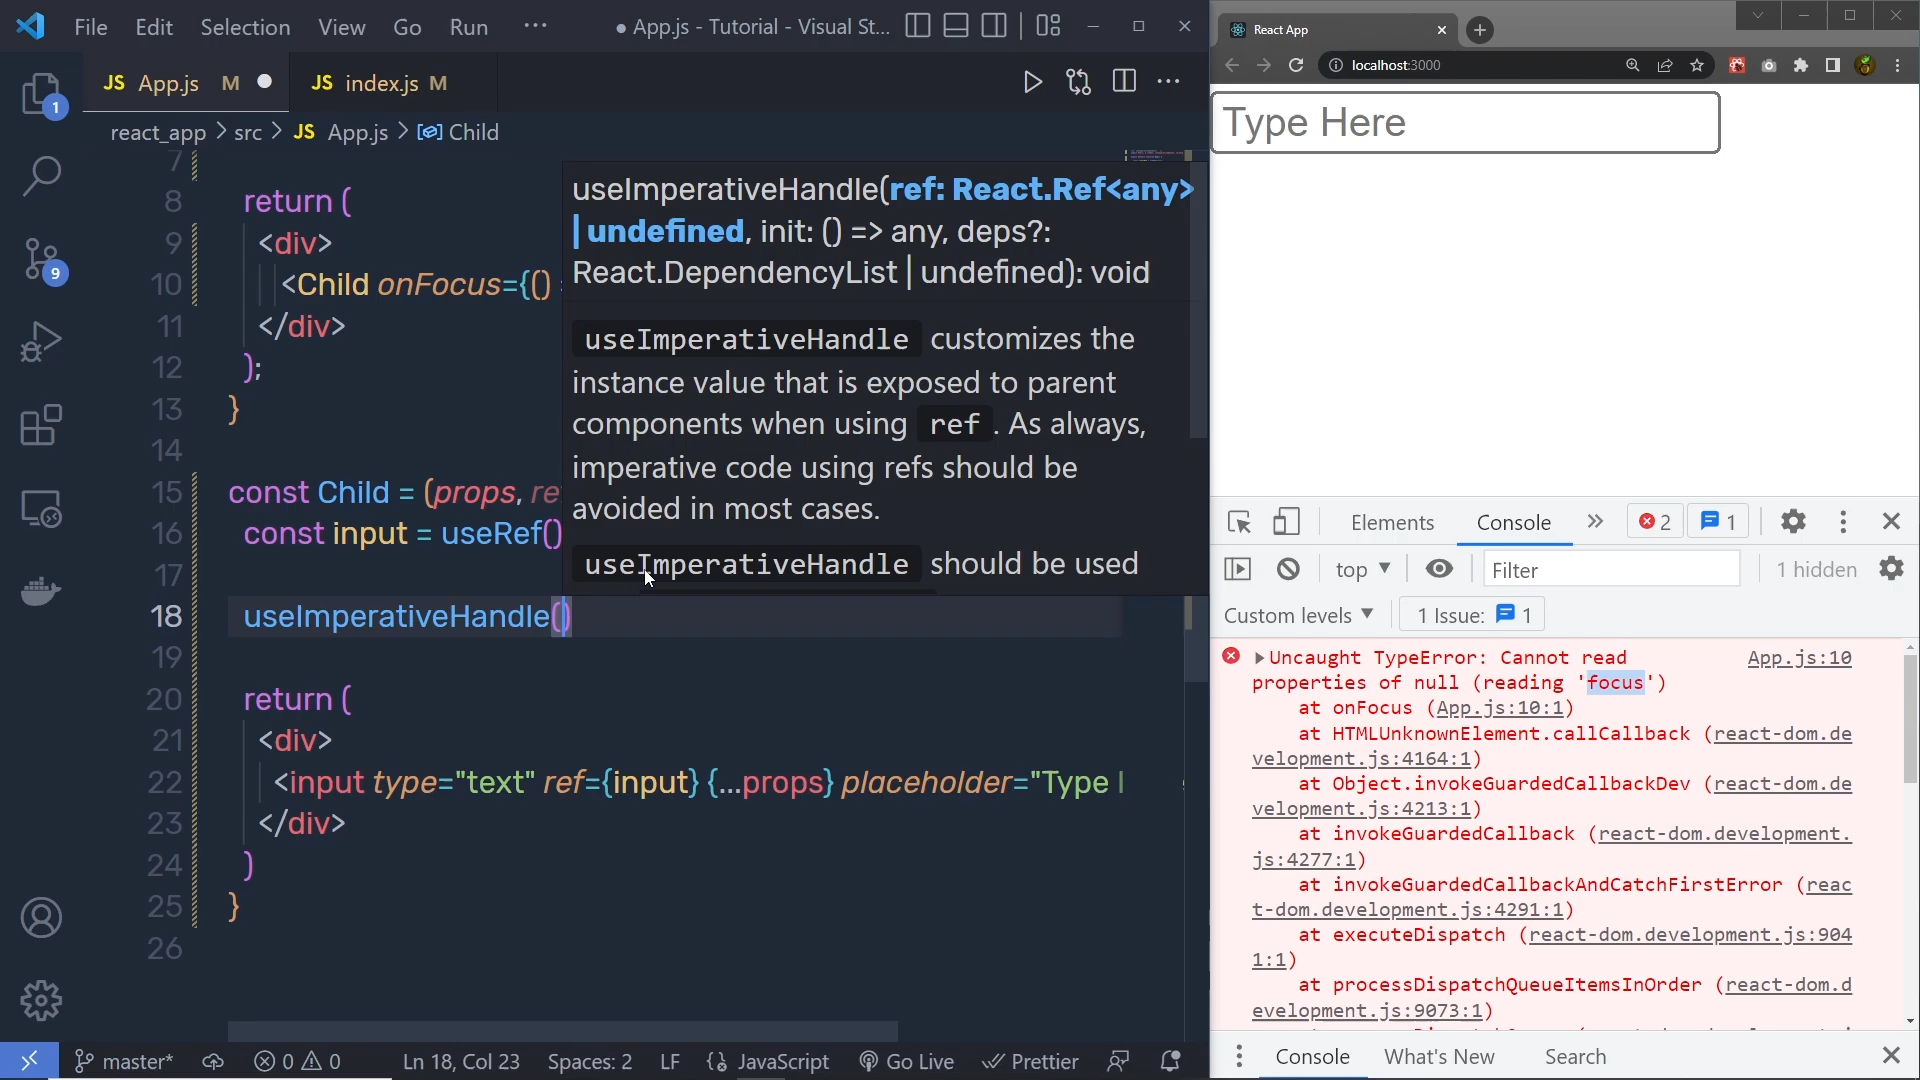 File Edit Selection View Go Run ··· ● App.js - Tutorial - Visual St...
JS App.js M ● JS index.js M
react_app > src > JS App.js > Child
1
9
7
8 return (
9 <div>
10 <Child onFocus={()
11 </div>
12 );
13 }
14
15 const Child = (props, re
16 const input = useRef()
17
18 useImperativeHandle()
19
20 return (
21 <div>
22 <input type="text" ref={input} {...props} placeholder="Type
23 </div>
24 )
25 }
26
useImperativeHandle(ref: React.Ref<any>
| undefined, init: () => any, deps?:
React.DependencyList | undefined): void
useImperativeHandle customizes the
instance value that is exposed to parent
components when using ref. As always,
imperative code using refs should be
avoided in most cases.
useImperativeHandle should be used
master* 0 0 Ln 18, Col 23 Spaces: 2 LF {} JavaScript Go Live Prettier
React App
localhost:3000
Type Here
Elements Console » 2 1
top Filter 1 hidden
Custom levels 1 Issue: 1
Uncaught TypeError: Cannot read App.js:10
properties of null (reading 'focus')
at onFocus (App.js:10:1)
at HTMLUnknownElement.callCallback (react-dom.de
velopment.js:4164:1)
at Object.invokeGuardedCallbackDev (react-dom.de
velopment.js:4213:1)
at invokeGuardedCallback (react-dom.development.
js:4277:1)
at invokeGuardedCallbackAndCatchFirstError (reac
t-dom.development.js:4291:1)
at executeDispatch (react-dom.development.js:904
1:1)
at processDispatchQueueItemsInOrder (react-dom.d
evelopment.js:9073:1)
Console What's New Search